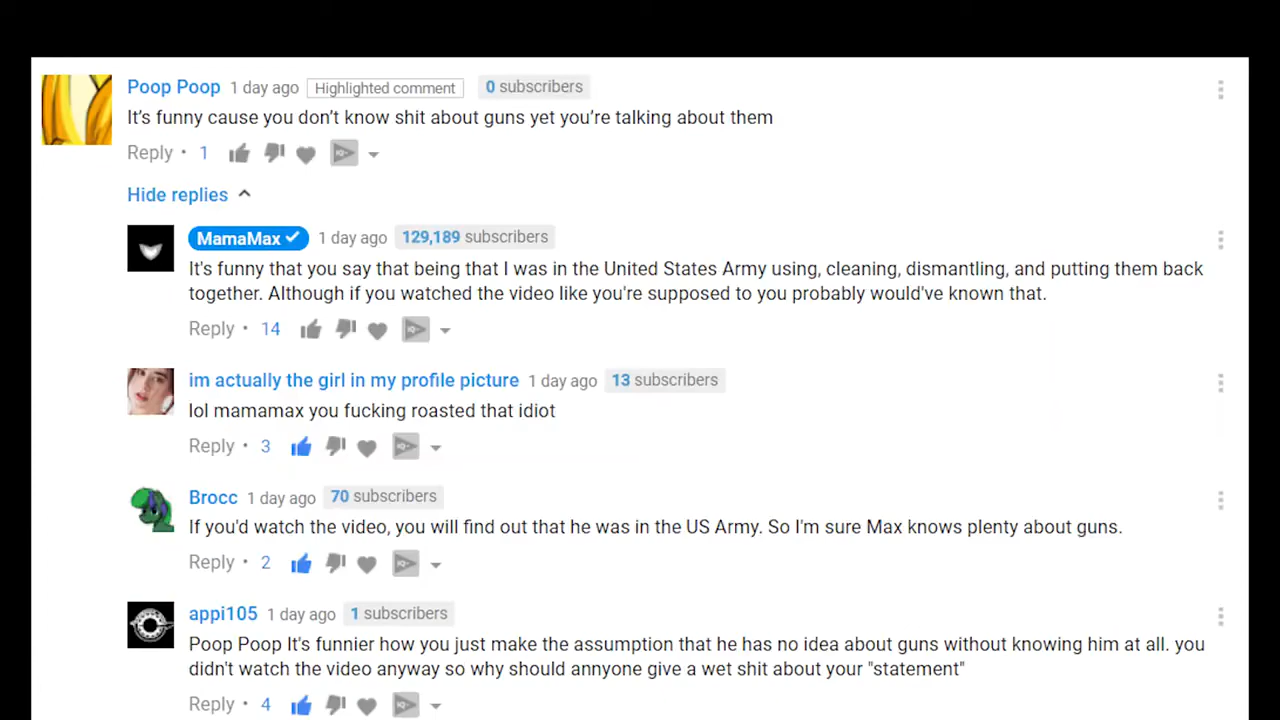 Poop Poop 1 day ago Highlighted comment 0 subscribers
It’s funny cause you don’t know shit about guns yet you’re talking about them
Reply • 1
Hide replies
MamaMax 1 day ago 129,189 subscribers
It's funny that you say that being that I was in the United States Army using, cleaning, dismantling, and putting them back
together. Although if you watched the video like you're supposed to you probably would've known that.
Reply • 14
im actually the girl in my profile picture 1 day ago 13 subscribers
lol mamamax you fucking roasted that idiot
Reply • 3
Brocc 1 day ago 70 subscribers
If you'd watch the video, you will find out that he was in the US Army. So I'm sure Max knows plenty about guns.
Reply • 2
appi105 1 day ago 1 subscribers
Poop Poop It's funnier how you just make the assumption that he has no idea about guns without knowing him at all. you
didn't watch the video anyway so why should annyone give a wet shit about your "statement"
Reply • 4